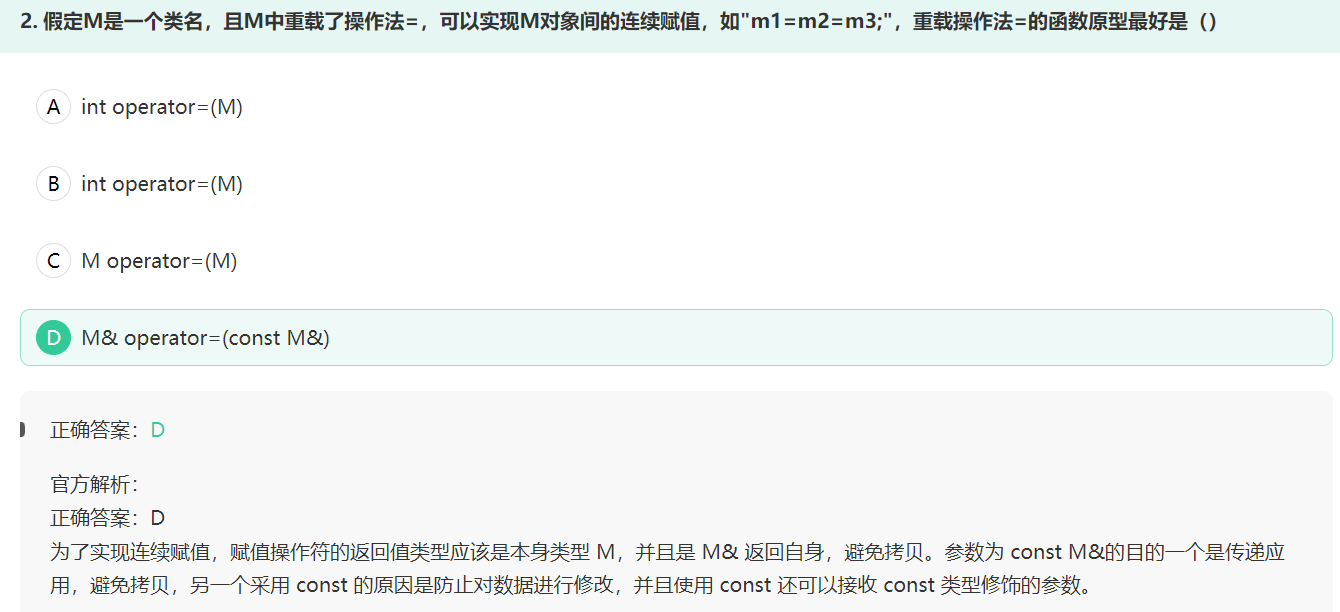 2. 假定M是一个类名，且M中重载了操作法=，可以实现M对象间的连续赋值，如"m1=m2=m3;"，重载操作法=的函数原型最好是（）
A int operator=(M)
B int operator=(M)
C M operator=(M)
D M& operator=(const M&)
正确答案：D
官方解析：
正确答案：D
为了实现连续赋值，赋值操作符的返回值类型应该是本身类型 M，并且是 M& 返回自身，避免拷贝。参数为 const M&的目的一个是传递应
用，避免拷贝，另一个采用 const 的原因是防止对数据进行修改，并且使用 const 还可以接收 const 类型修饰的参数。